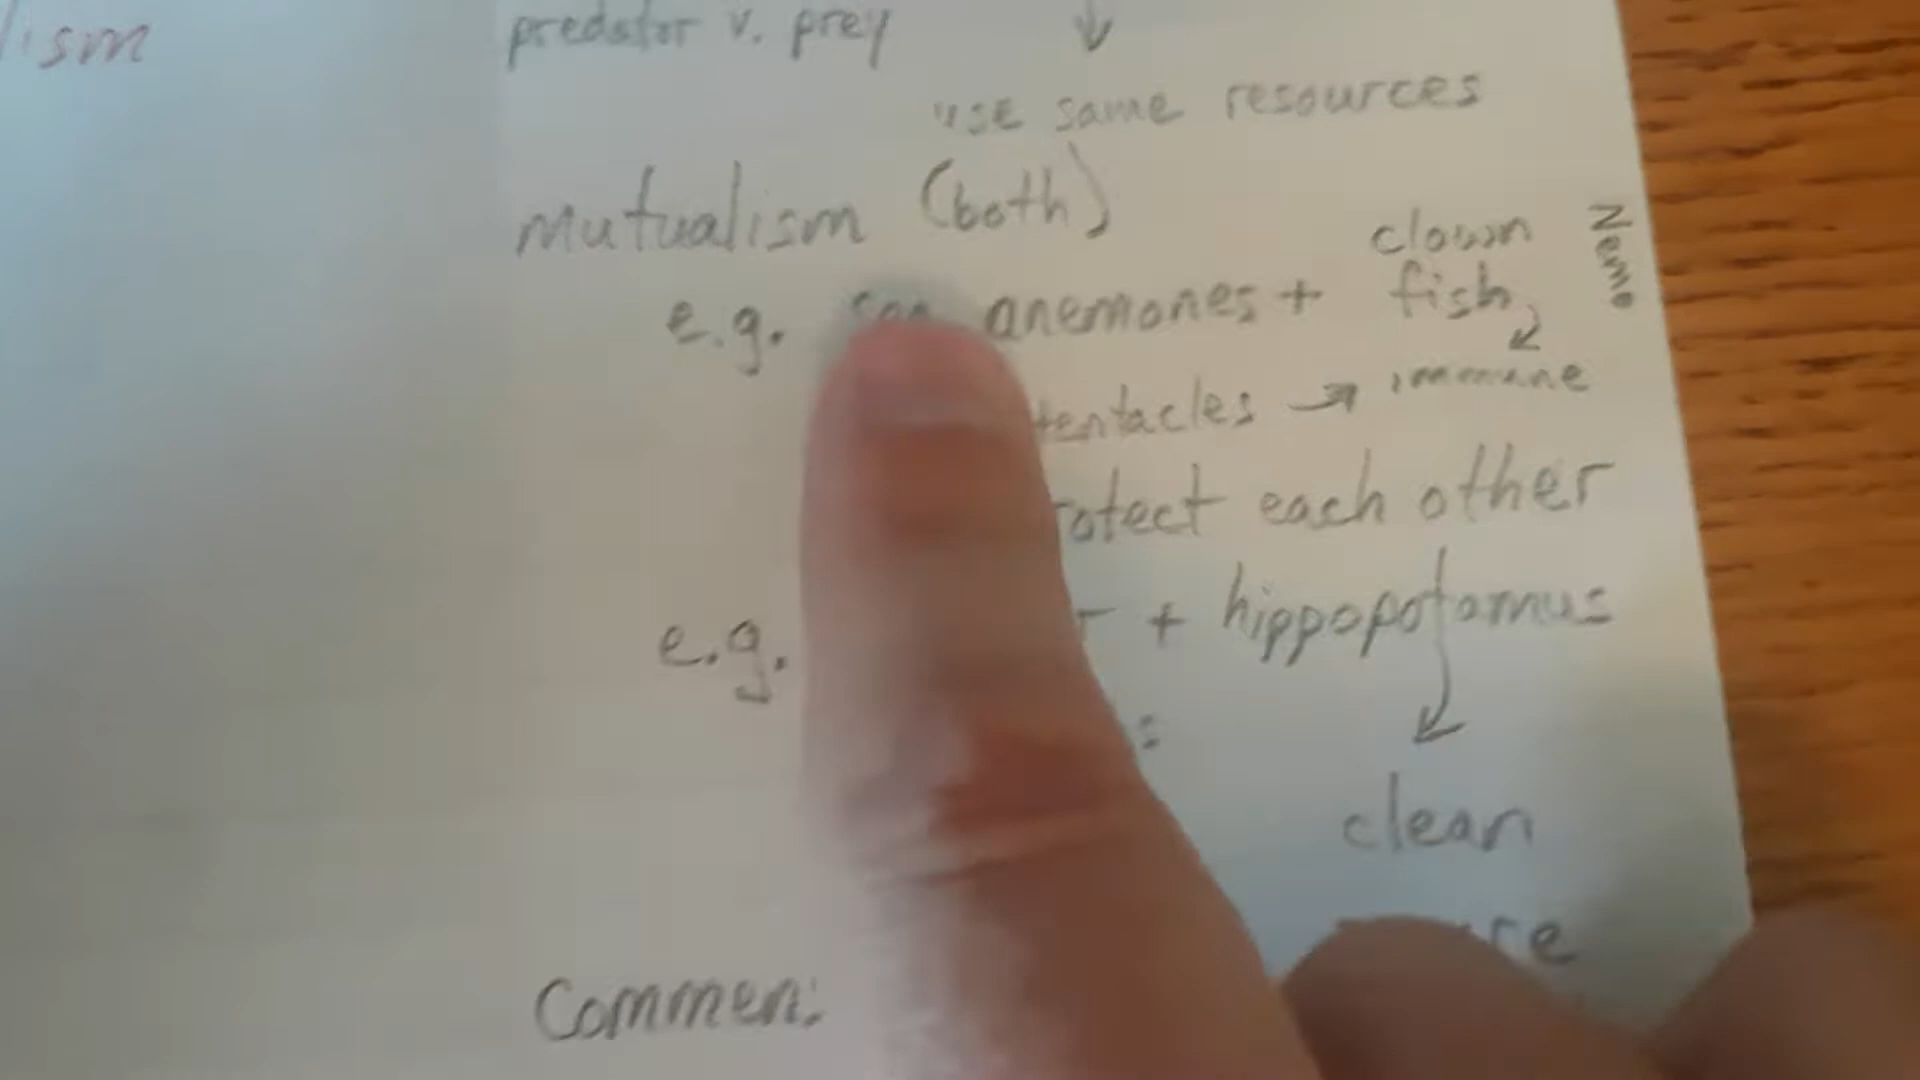 predator v. prey
use same resources
mutualism (both)
e.g. sea anemones + clown fish
Nemo
tentacles → immune
otect each other
e.g. + hippopotamus
clean
Commen